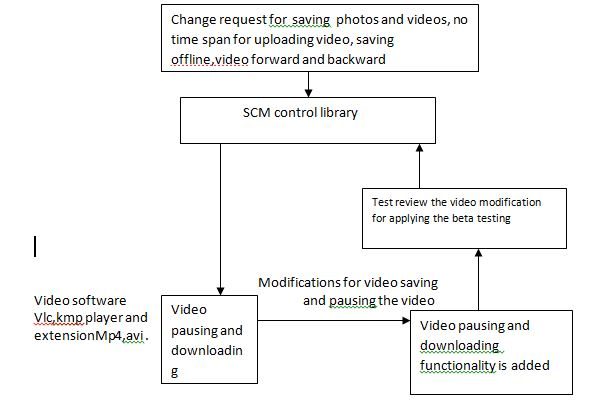 Change request for saving photos and videos, no
time span for uploading video, saving
offline,video forward and backward
SCM control library
Test review the video modification
for applying the beta testing
Modifications for video saving
and pausing the video
Video software
Vlc,kmp player and
extensionMp4,avi.
Video
pausing and
downloadin
g
Video pausing and
downloading
functionality is added